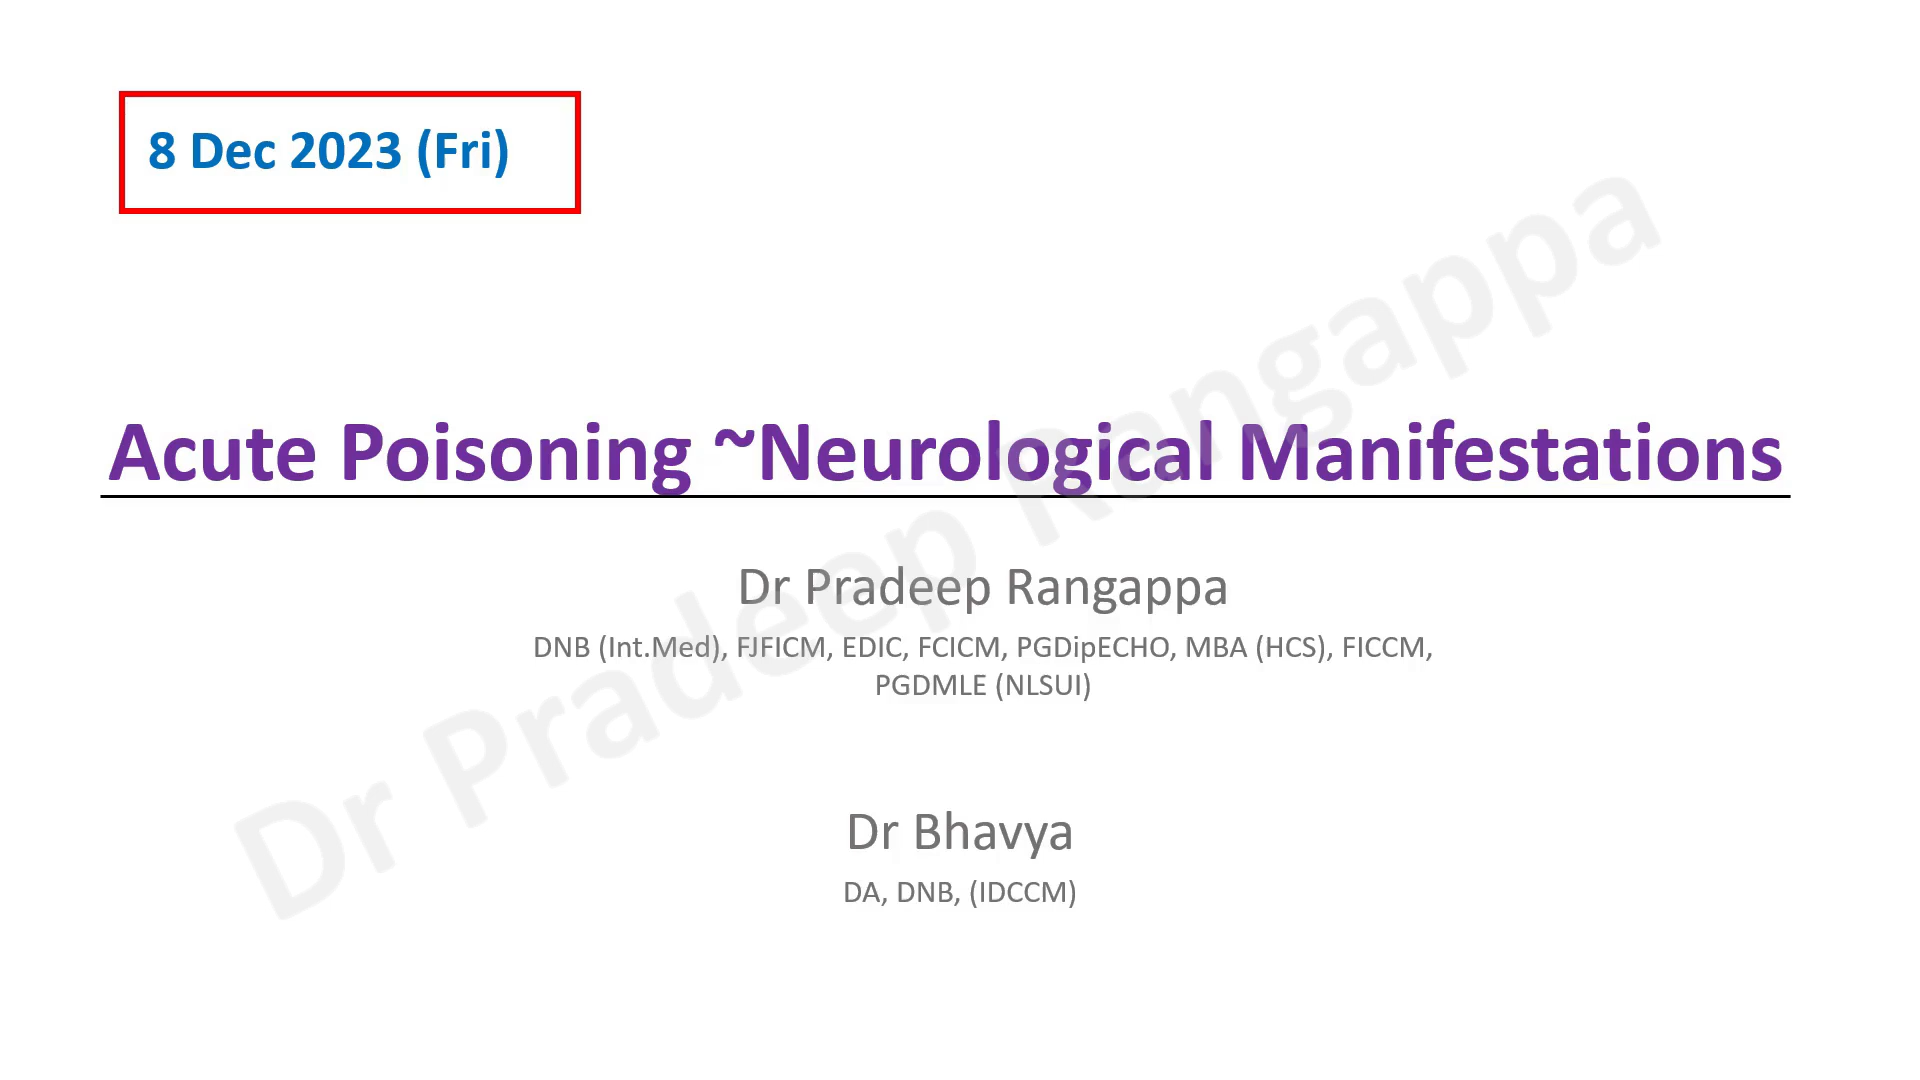 8 Dec 2023 (Fri)
Acute Poisoning ~Neurological Manifestations
Dr Pradeep Rangappa
DNB (Int.Med), FJFICM, EDIC, FCICM, PGDipECHO, MBA (HCS), FICCM,
PGDMLE (NLSUI)
Dr Bhavya
DA, DNB, (IDCCM)
Dr Pradeep Rangappa